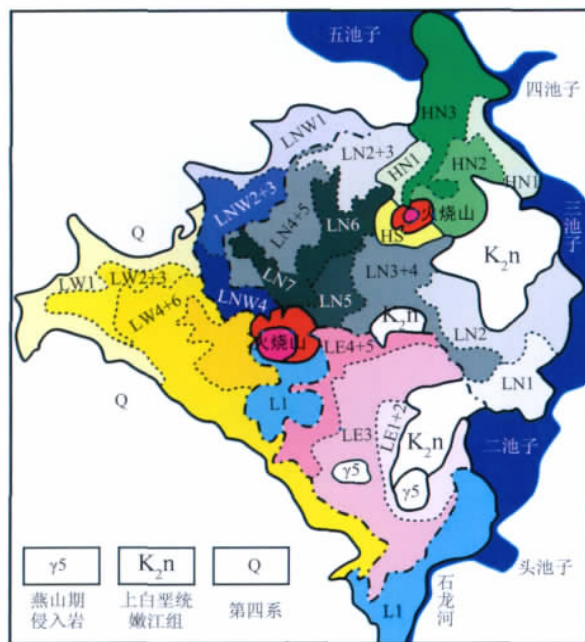 五池子
四池子
HN3
LNW1
LN2+3
HN1
HN2
HN1
三池子
LNW2+3
LN4+5
LN6
火烧山
HS
K₂n
Q
LW1
LW2+3
LN7
LN3+4
LW4+6
LNW4
LN5
K₂n
LN2
火烧山
LE4+5
LN1
Q
L1
LE3
LE1+2
K₂n
二池子
γ5
γ5
γ5
K₂n
Q
头池子
燕山期
侵入岩
上白垩统
嫩江组
第四系
L1
石龙河